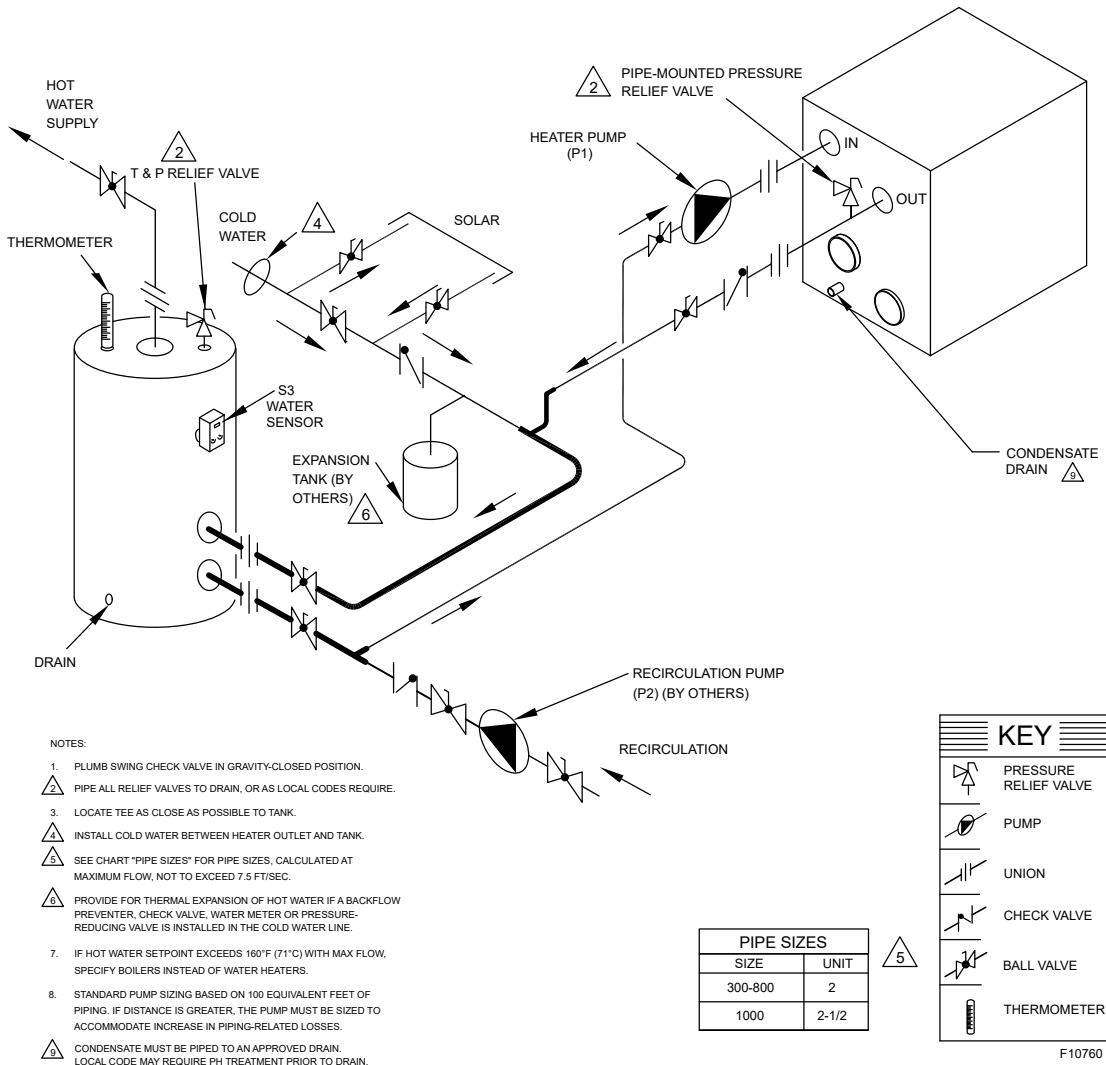 HOT
WATER
SUPPLY
2
T & P RELIEF VALVE
THERMOMETER
COLD
WATER
4
SOLAR
2
PIPE-MOUNTED PRESSURE
RELIEF VALVE
HEATER PUMP
(P1)
IN
OUT
S3
WATER
SENSOR
EXPANSION
TANK (BY
OTHERS)
6
CONDENSATE
DRAIN
9
DRAIN
RECIRCULATION PUMP
(P2) (BY OTHERS)
RECIRCULATION
NOTES:
1. PLUMB SWING CHECK VALVE IN GRAVITY-CLOSED POSITION.
2 PIPE ALL RELIEF VALVES TO DRAIN, OR AS LOCAL CODES REQUIRE.
3. LOCATE TEE AS CLOSE AS POSSIBLE TO TANK.
4 INSTALL COLD WATER BETWEEN HEATER OUTLET AND TANK.
5 SEE CHART "PIPE SIZES" FOR PIPE SIZES, CALCULATED AT
MAXIMUM FLOW, NOT TO EXCEED 7.5 FT/SEC.
6 PROVIDE FOR THERMAL EXPANSION OF HOT WATER IF A BACKFLOW
PREVENTER, CHECK VALVE, WATER METER OR PRESSURE-
REDUCING VALVE IS INSTALLED IN THE COLD WATER LINE.
7. IF HOT WATER SETPOINT EXCEEDS 160°F (71°C) WITH MAX FLOW,
SPECIFY BOILERS INSTEAD OF WATER HEATERS.
8. STANDARD PUMP SIZING BASED ON 100 EQUIVALENT FEET OF
PIPING. IF DISTANCE IS GREATER, THE PUMP MUST BE SIZED TO
ACCOMMODATE INCREASE IN PIPING-RELATED LOSSES.
9 CONDENSATE MUST BE PIPED TO AN APPROVED DRAIN.
LOCAL CODE MAY REQUIRE PH TREATMENT PRIOR TO DRAIN.
PIPE SIZES
SIZE UNIT
300-800 2
1000 2-1/2
5
KEY
PRESSURE
RELIEF VALVE
PUMP
UNION
CHECK VALVE
BALL VALVE
THERMOMETER
F10760